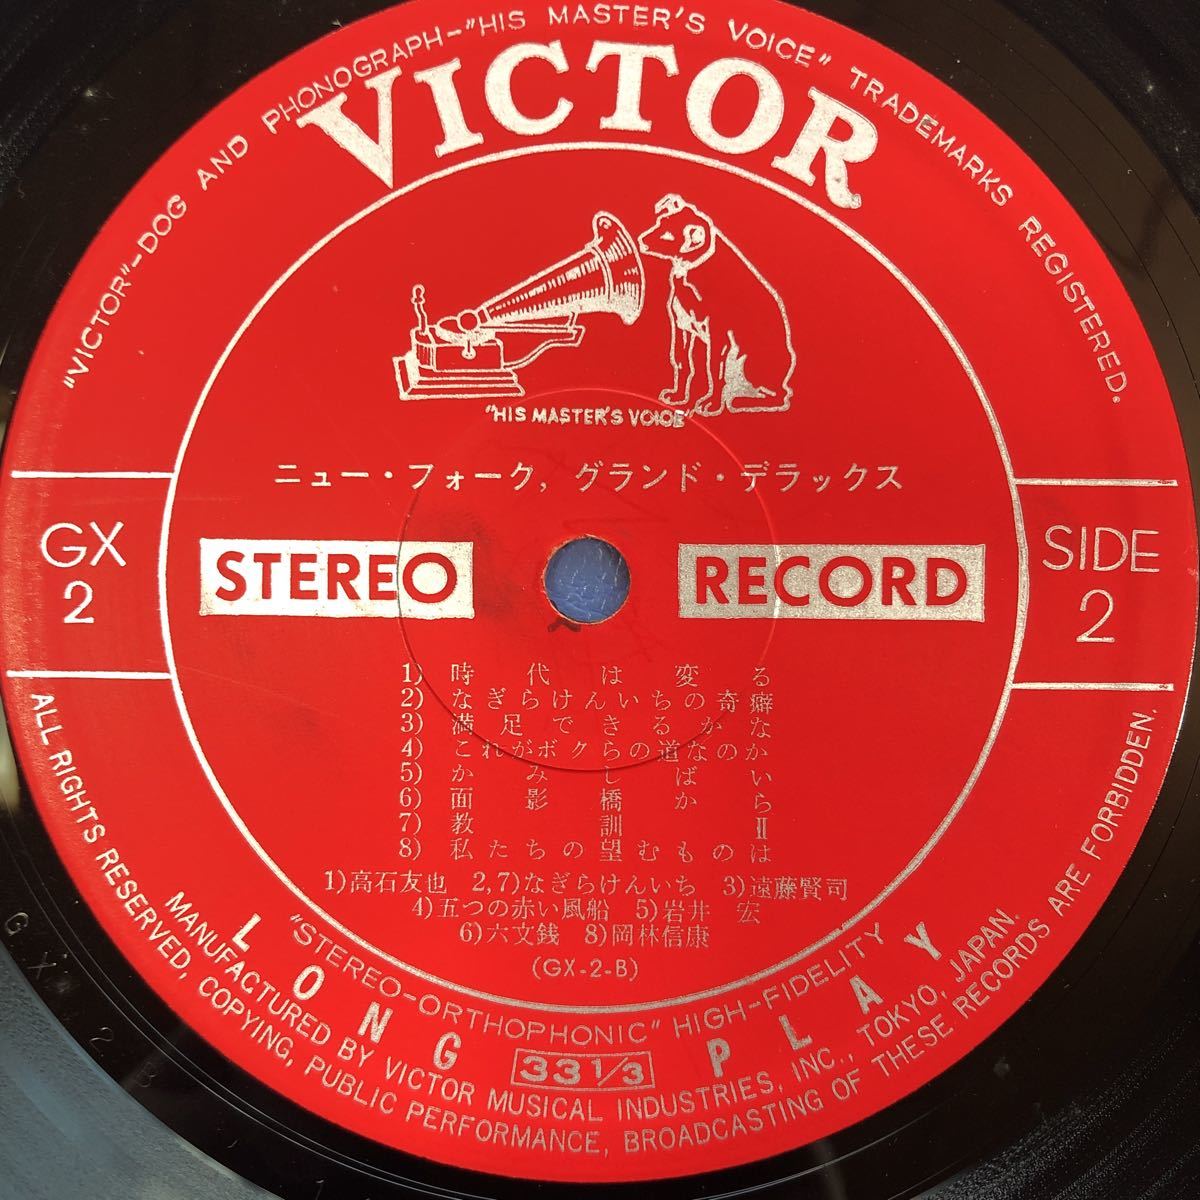 "VICTOR"–DOG AND PHONOGRAPH–"HIS MASTER'S VOICE" TRADEMARKS REGISTERED.
VICTOR
"HIS MASTER'S VOICE"
ニュー・フォーク, グランド・デラックス
GX
2
STEREO RECORD
SIDE
2
1) 時代は変る
2) なぎらけんいちの奇癖
3) 満足できるかな
4) これがボクらの道なのか
5) かみしばい
6) 面影橋から
7) 教訓 II
8) 私たちの望むものは
1)高石友也 2,7)なぎらけんいち 3)遠藤賢司
4)五つの赤い風船 5)岩井 宏
6)六文銭 8)岡林信康
(GX-2-B)
"STEREO-ORTHOPHONIC" HIGH-FIDELITY
LONG 33 1/3 PLAY
MANUFACTURED BY VICTOR MUSICAL INDUSTRIES, INC., TOKYO, JAPAN.
ALL RIGHTS RESERVED, COPYING, PUBLIC PERFORMANCE, BROADCASTING OF THESE RECORDS ARE FORBIDDEN.